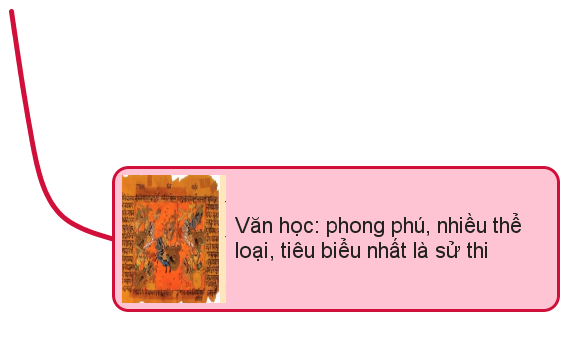 Văn học: phong phú, nhiều thể
loại, tiêu biểu nhất là sử thi